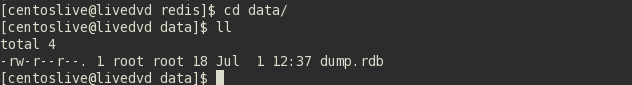 [centoslive@livedvd redis]$ cd data/
[centoslive@livedvd data]$ ll
total 4
-rw-r--r--. 1 root root 18 Jul  1 12:37 dump.rdb
[centoslive@livedvd data]$